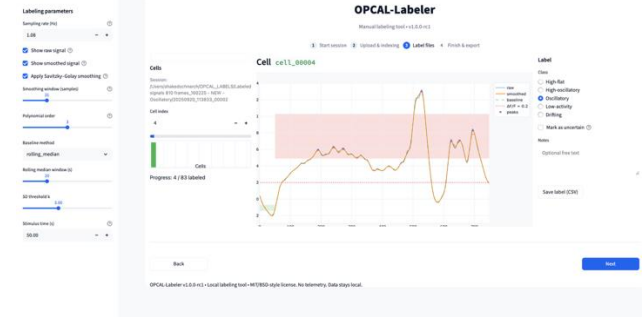 Labeling parameters
Sampling rate (Hz)
1.08
Show raw signal
Show smoothed signal
Apply Savitzky–Golay smoothing
Smoothing window (samples)
Polynomial order
Baseline method
rolling_median
Rolling median window (s)
SD threshold k
Stimulus time (s)
50.00
OPCAL-Labeler
Manual labeling tool • v1.0.0-rc1
1 Start session 2 Upload & indexing 3 Label files 4 Finish & export
Cells
Session:
Cell index
4
Cells
Progress: 4 / 83 labeled
Cell cell_00004
raw
smoothed
baseline
peaks
Label
Class
High-flat
High-oscillatory
Oscillatory
Low-activity
Drifting
Mark as uncertain
Notes
Optional free text
Save label (CSV)
Back
Next
OPCAL-Labeler v1.0.0-rc1 • Local labeling tool • MIT/BSD-style license. No telemetry. Data stays local.